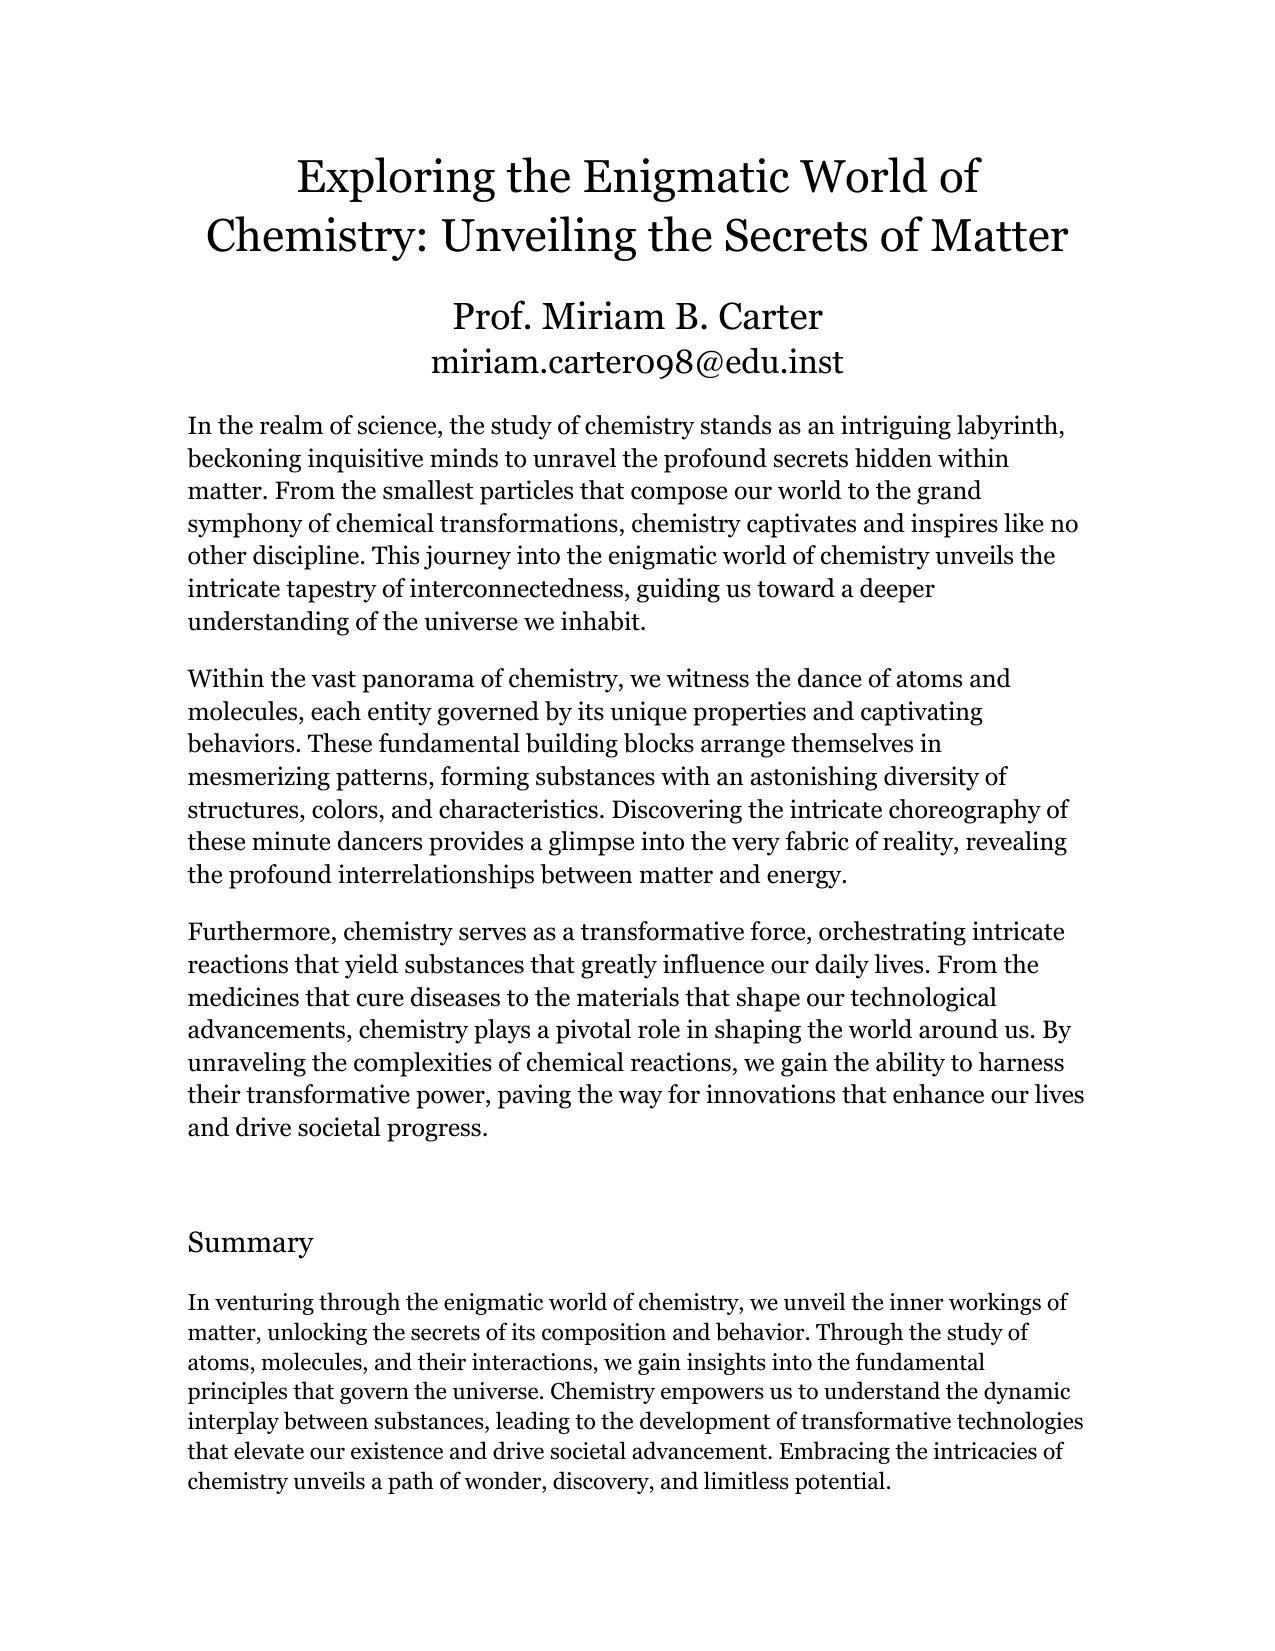 Exploring the Enigmatic World of
Chemistry: Unveiling the Secrets of Matter
Prof. Miriam B. Carter
miriam.carter098@edu.inst
In the realm of science, the study of chemistry stands as an intriguing labyrinth,
beckoning inquisitive minds to unravel the profound secrets hidden within
matter. From the smallest particles that compose our world to the grand
symphony of chemical transformations, chemistry captivates and inspires like no
other discipline. This journey into the enigmatic world of chemistry unveils the
intricate tapestry of interconnectedness, guiding us toward a deeper
understanding of the universe we inhabit.
Within the vast panorama of chemistry, we witness the dance of atoms and
molecules, each entity governed by its unique properties and captivating
behaviors. These fundamental building blocks arrange themselves in
mesmerizing patterns, forming substances with an astonishing diversity of
structures, colors, and characteristics. Discovering the intricate choreography of
these minute dancers provides a glimpse into the very fabric of reality, revealing
the profound interrelationships between matter and energy.
Furthermore, chemistry serves as a transformative force, orchestrating intricate
reactions that yield substances that greatly influence our daily lives. From the
medicines that cure diseases to the materials that shape our technological
advancements, chemistry plays a pivotal role in shaping the world around us. By
unraveling the complexities of chemical reactions, we gain the ability to harness
their transformative power, paving the way for innovations that enhance our lives
and drive societal progress.
Summary
In venturing through the enigmatic world of chemistry, we unveil the inner workings of
matter, unlocking the secrets of its composition and behavior. Through the study of
atoms, molecules, and their interactions, we gain insights into the fundamental
principles that govern the universe. Chemistry empowers us to understand the dynamic
interplay between substances, leading to the development of transformative technologies
that elevate our existence and drive societal advancement. Embracing the intricacies of
chemistry unveils a path of wonder, discovery, and limitless potential.